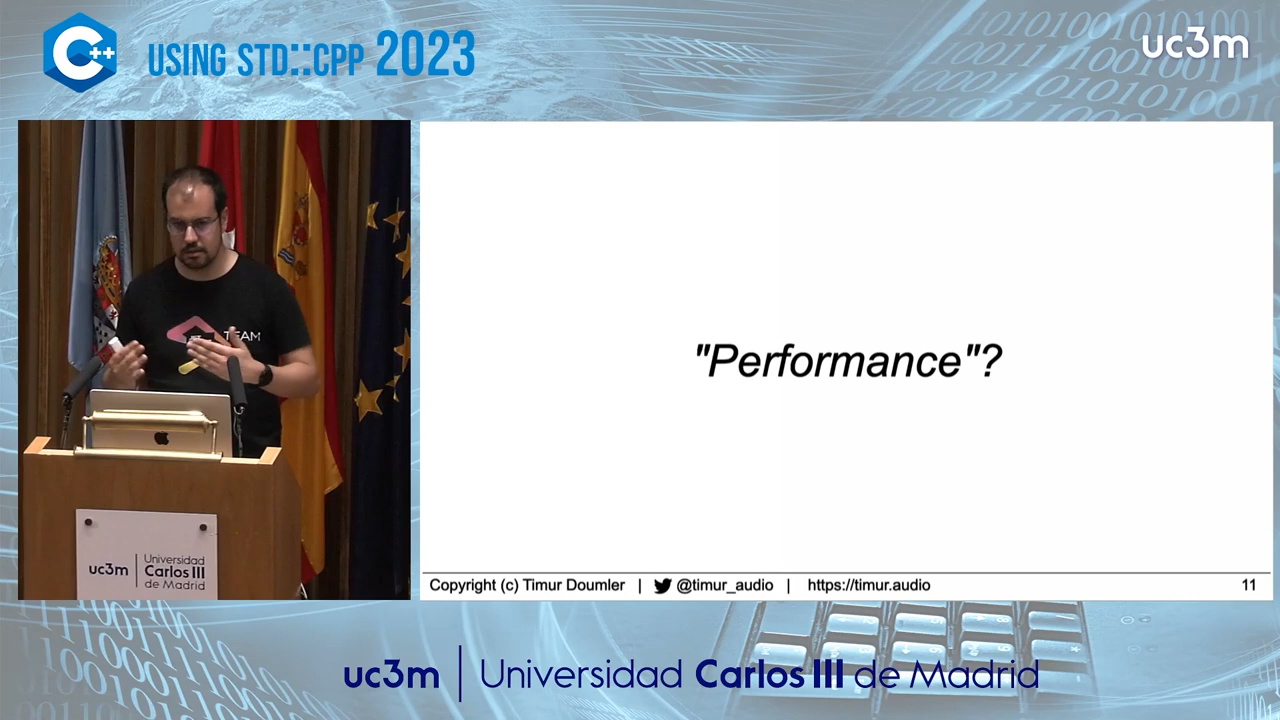 C++
USING STD::CPP 2023
uc3m
TEAM
"Performance"?
uc3m
Universidad
Carlos III
de Madrid
Copyright (c) Timur Doumler | @timur_audio | https://timur.audio 11
uc3m | Universidad Carlos III de Madrid